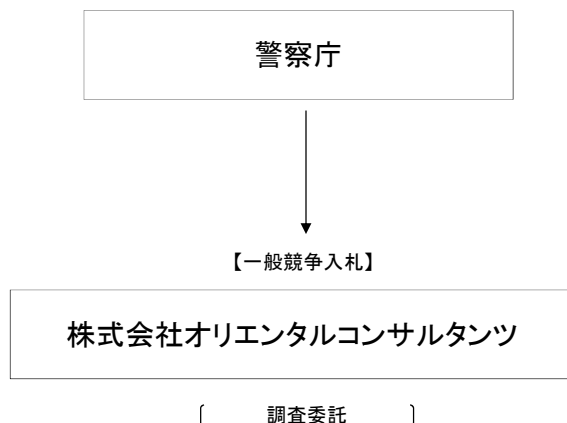 警察庁
【一般競争入札】
株式会社オリエンタルコンサルタンツ
調査委託